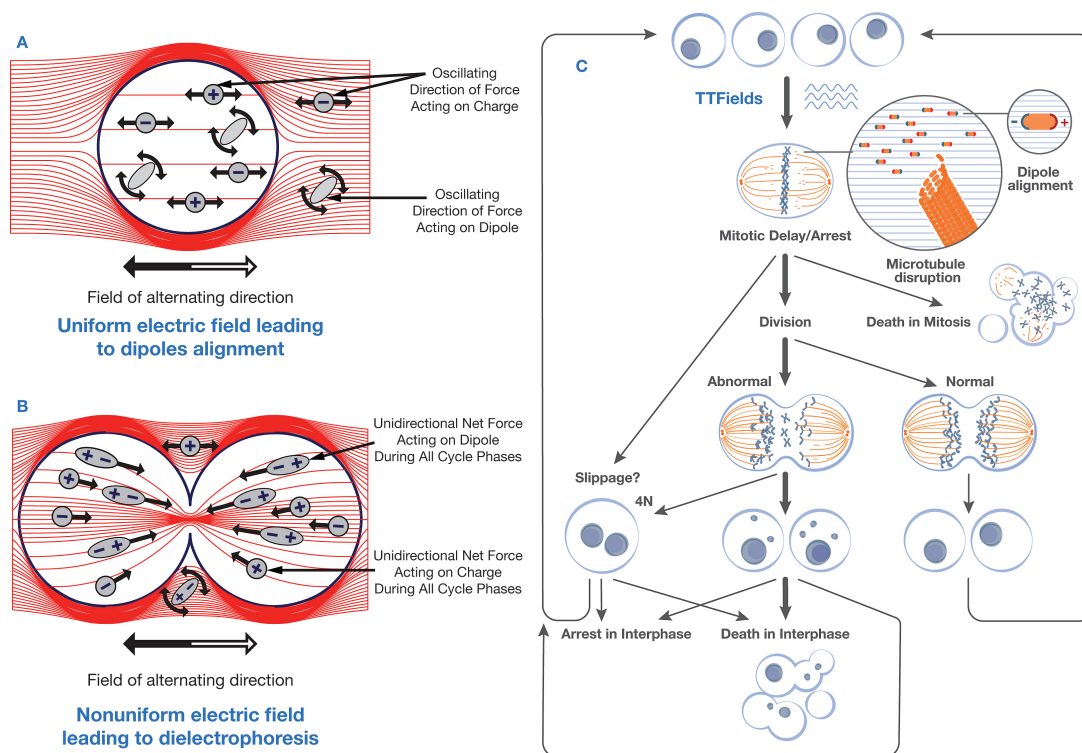 A
Oscillating
Direction of Force
Acting on Charge
Oscillating
Direction of Force
Acting on Dipole
+
−
−
−
+
Field of alternating direction
Uniform electric field leading
to dipoles alignment
B
Unidirectional Net Force
Acting on Dipole
During All Cycle Phases
Unidirectional Net Force
Acting on Charge
During All Cycle Phases
Field of alternating direction
Nonuniform electric field
leading to dielectrophoresis
C
TTFields
- +
Dipole
alignment
Mitotic Delay/Arrest
Microtubule
disruption
Division
Death in Mitosis
Abnormal
Normal
Slippage?
4N
Arrest in Interphase
Death in Interphase